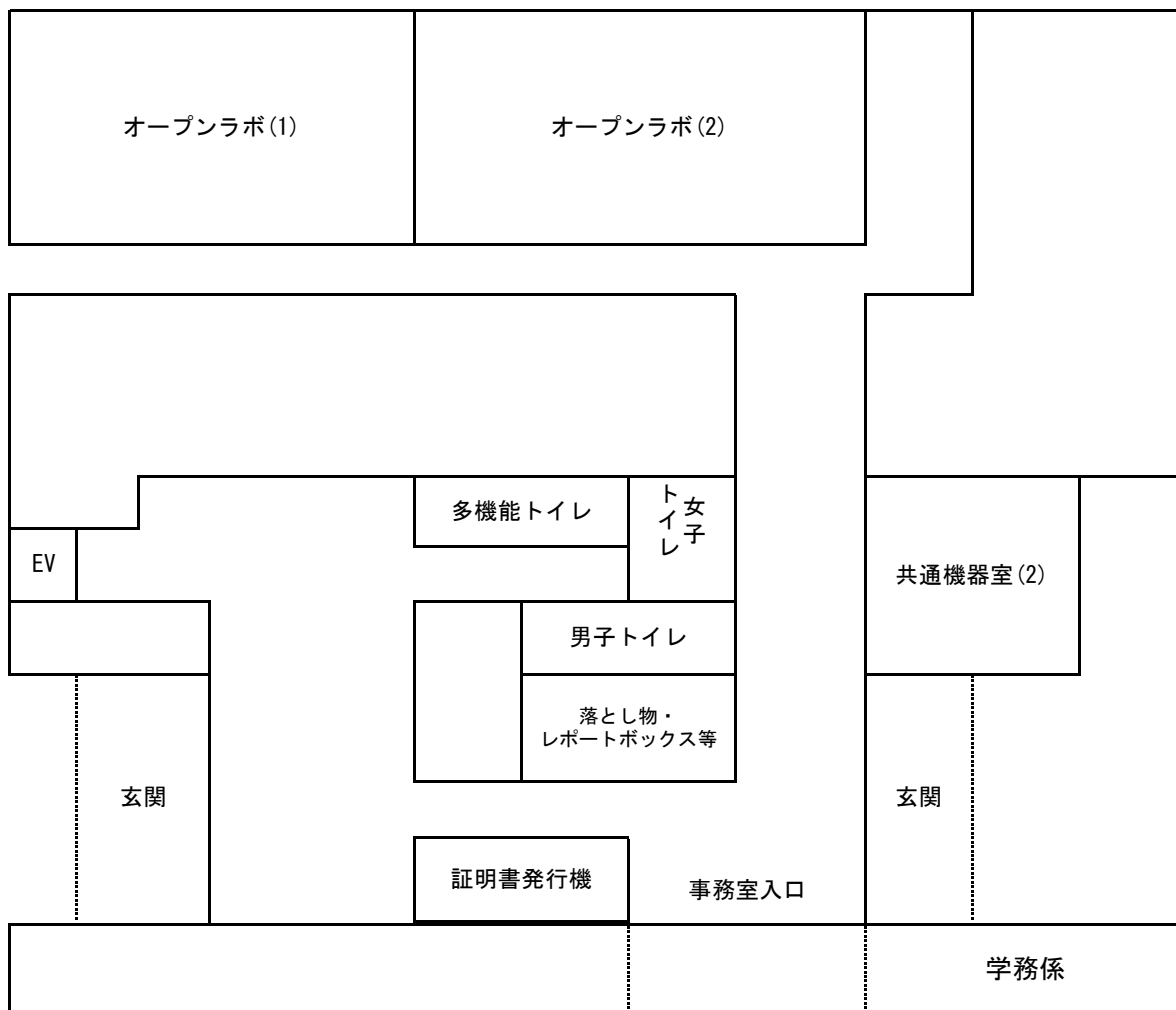 オープンラボ(1)
オープンラボ(2)
多機能トイレ
女子
トイレ
EV
共通機器室(2)
男子トイレ
落とし物・
レポートボックス等
玄関
玄関
証明書発行機
事務室入口
学務係